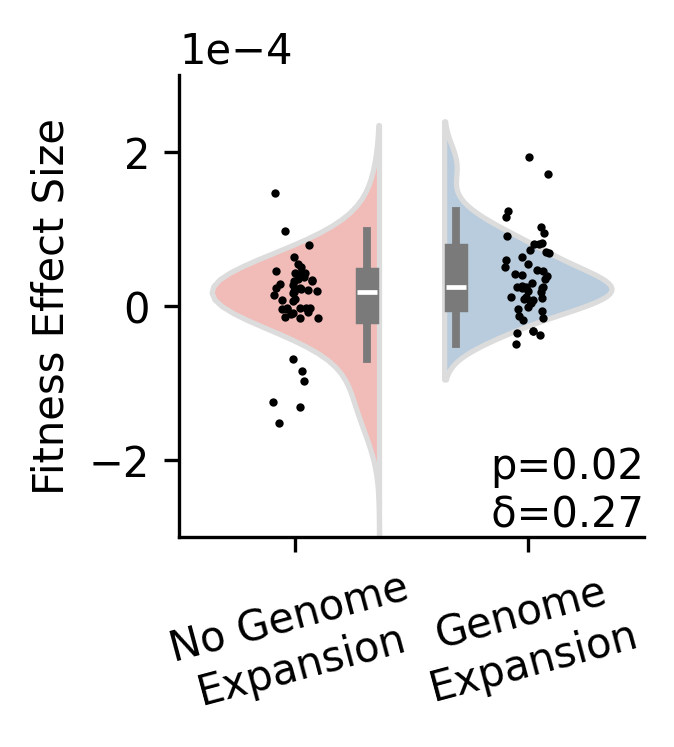 1e−4
Fitness Effect Size
2
0
−2
p=0.02
δ=0.27
No Genome
Expansion
Genome
Expansion